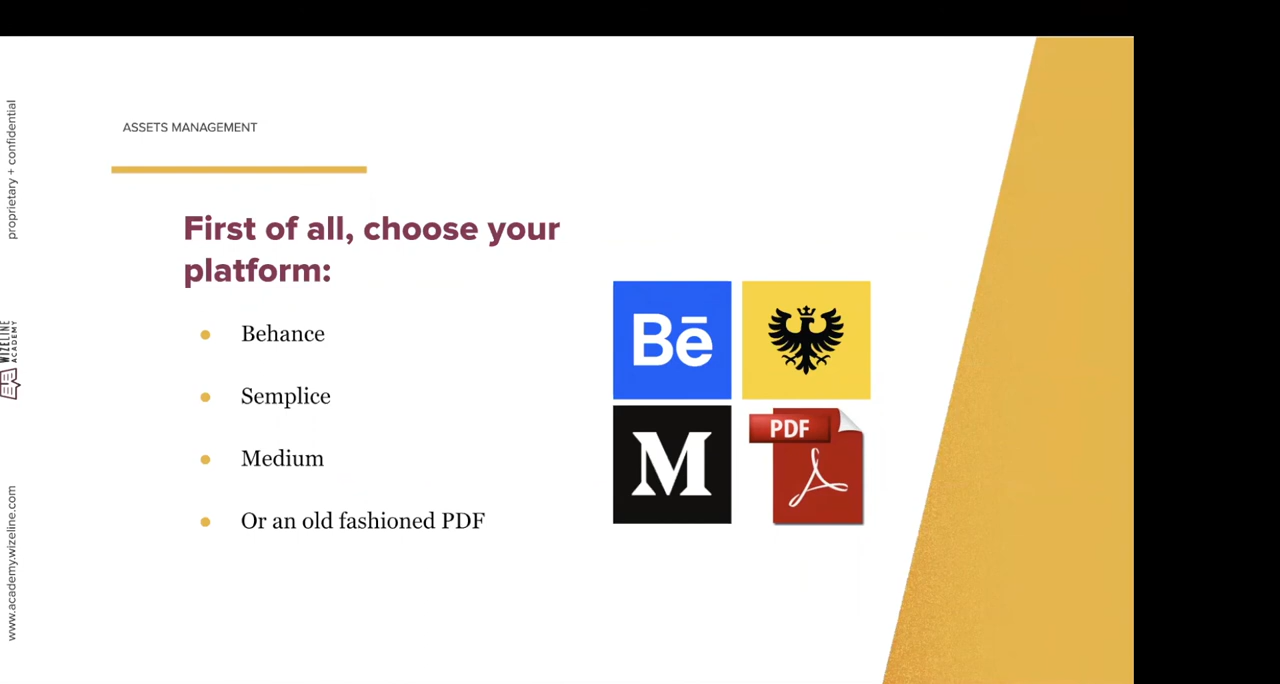 ASSETS MANAGEMENT
First of all, choose your
platform:
Behance
Semplice
Medium
Or an old fashioned PDF
Bē
M
PDF
proprietary + confidential
WIZELINE
ACADEMY
www.academy.wizeline.com